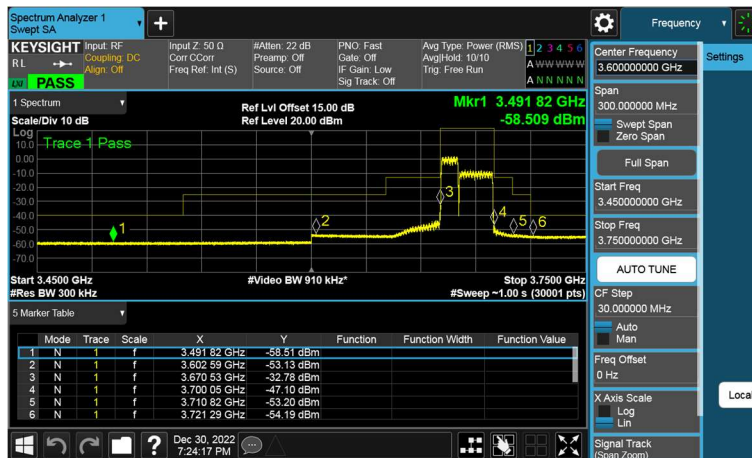 Spectrum Analyzer 1
Swept SA
Frequency
KEYSIGHT
RL
PASS
Input: RF
Coupling: DC
Align: Off
Input Z: 50 Ω
Corr CCorr
Freq Ref: Int (S)
#Atten: 22 dB
Preamp: Off
Source: Off
PNO: Fast
Gate: Off
IF Gain: Low
Sig Track: Off
Avg Type: Power (RMS)
Avg|Hold: 10/10
Trig: Free Run
1 2 3 4 5 6
A W W W W W
A N N N N N
1 Spectrum
Scale/Div 10 dB
Ref Lvl Offset 15.00 dB
Ref Level 20.00 dBm
Mkr1 3.491 82 GHz
-58.509 dBm
Log
Trace 1 Pass
10.0
0.00
-10.0
-20.0
-30.0
-40.0
-50.0
-60.0
-70.0
1
2
3
4
5
6
Start 3.4500 GHz
#Res BW 300 kHz
#Video BW 910 kHz*
Stop 3.7500 GHz
#Sweep ~1.00 s (30001 pts)
5 Marker Table
Mode Trace Scale X Y Function Function Width Function Value
1 N 1 f 3.491 82 GHz -58.51 dBm
2 N 1 f 3.602 59 GHz -53.13 dBm
3 N 1 f 3.670 53 GHz -32.78 dBm
4 N 1 f 3.700 05 GHz -47.10 dBm
5 N 1 f 3.710 82 GHz -53.20 dBm
6 N 1 f 3.721 29 GHz -54.19 dBm
?
Dec 30, 2022
7:24:17 PM
Center Frequency
3.600000000 GHz
Settings
Span
300.000000 MHz
Swept Span
Zero Span
Full Span
Start Freq
3.450000000 GHz
Stop Freq
3.750000000 GHz
AUTO TUNE
CF Step
30.000000 MHz
Auto
Man
Freq Offset
0 Hz
X Axis Scale
Log
Lin
Local
Signal Track
(Span Zoom)